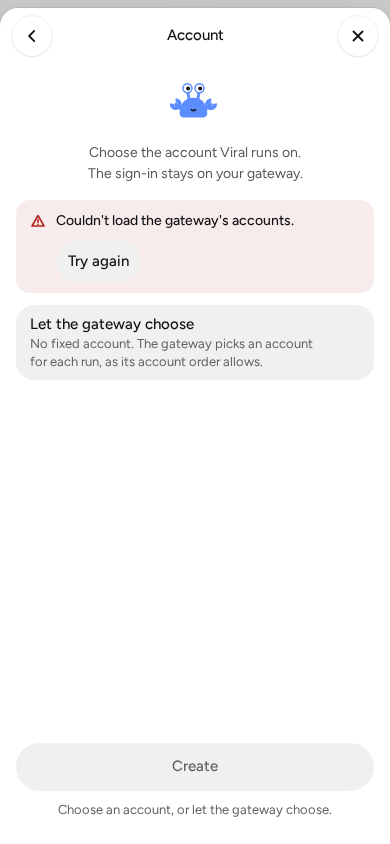 Account
Choose the account Viral runs on.
The sign-in stays on your gateway.
Couldn't load the gateway's accounts.
Try again
Let the gateway choose
No fixed account. The gateway picks an account
for each run, as its account order allows.
Create
Choose an account, or let the gateway choose.